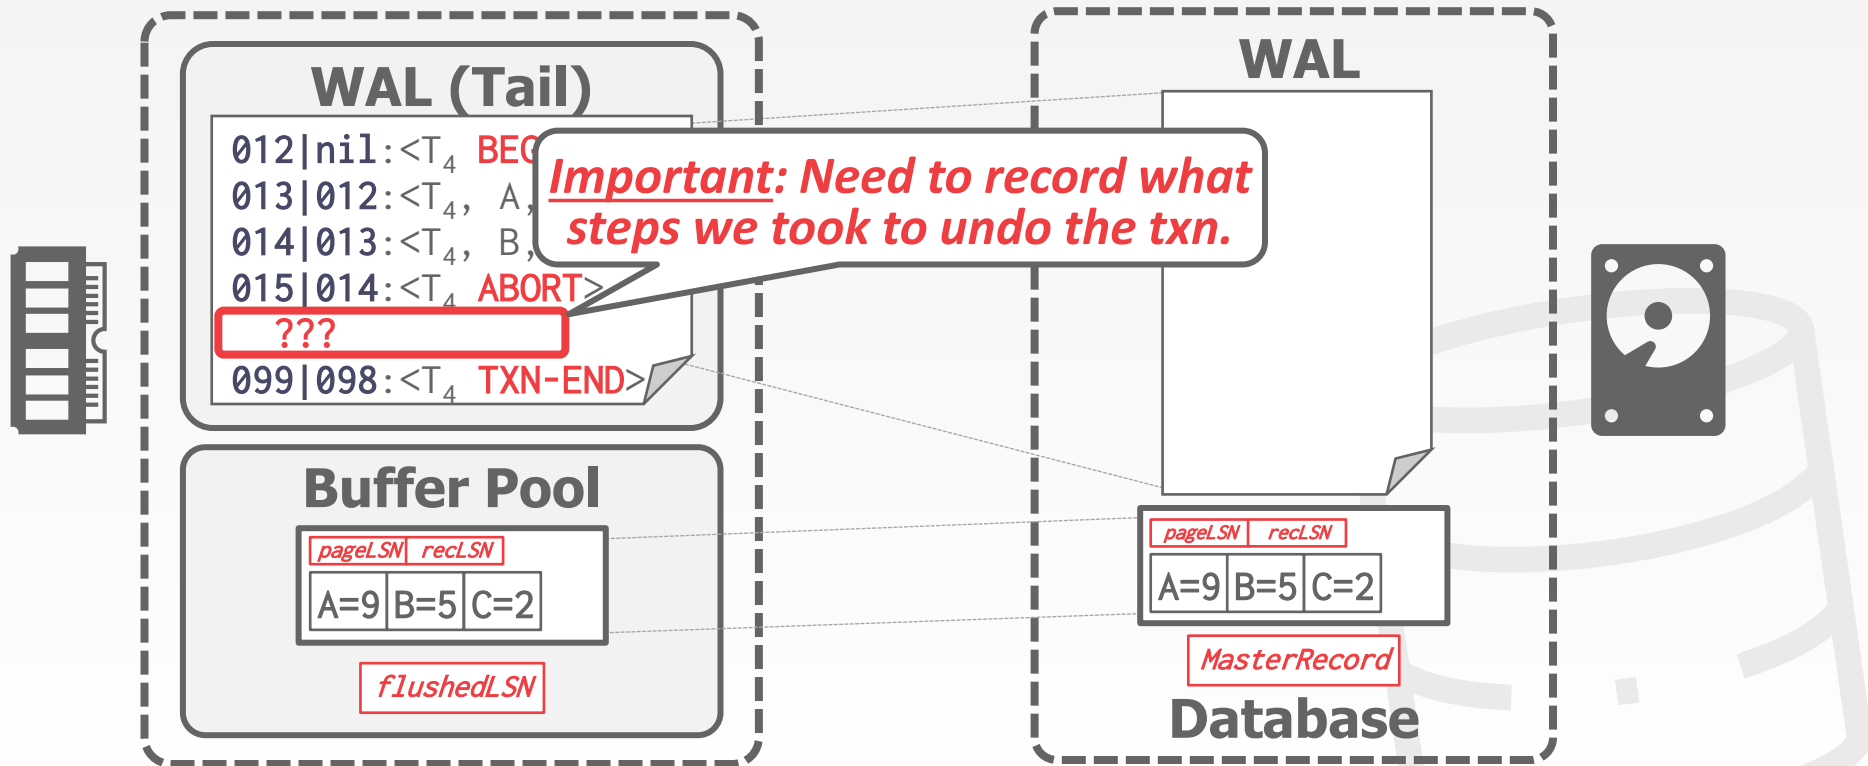 WAL (Tail)
012|nil:<T4 BEG
013|012:<T4, A,
014|013:<T4, B,
015|014:<T4 ABORT>
???
099|098:<T4 TXN-END>
Important: Need to record what
steps we took to undo the txn.
Buffer Pool
pageLSN recLSN
A=9 B=5 C=2
flushedLSN
WAL
pageLSN recLSN
A=9 B=5 C=2
MasterRecord
Database